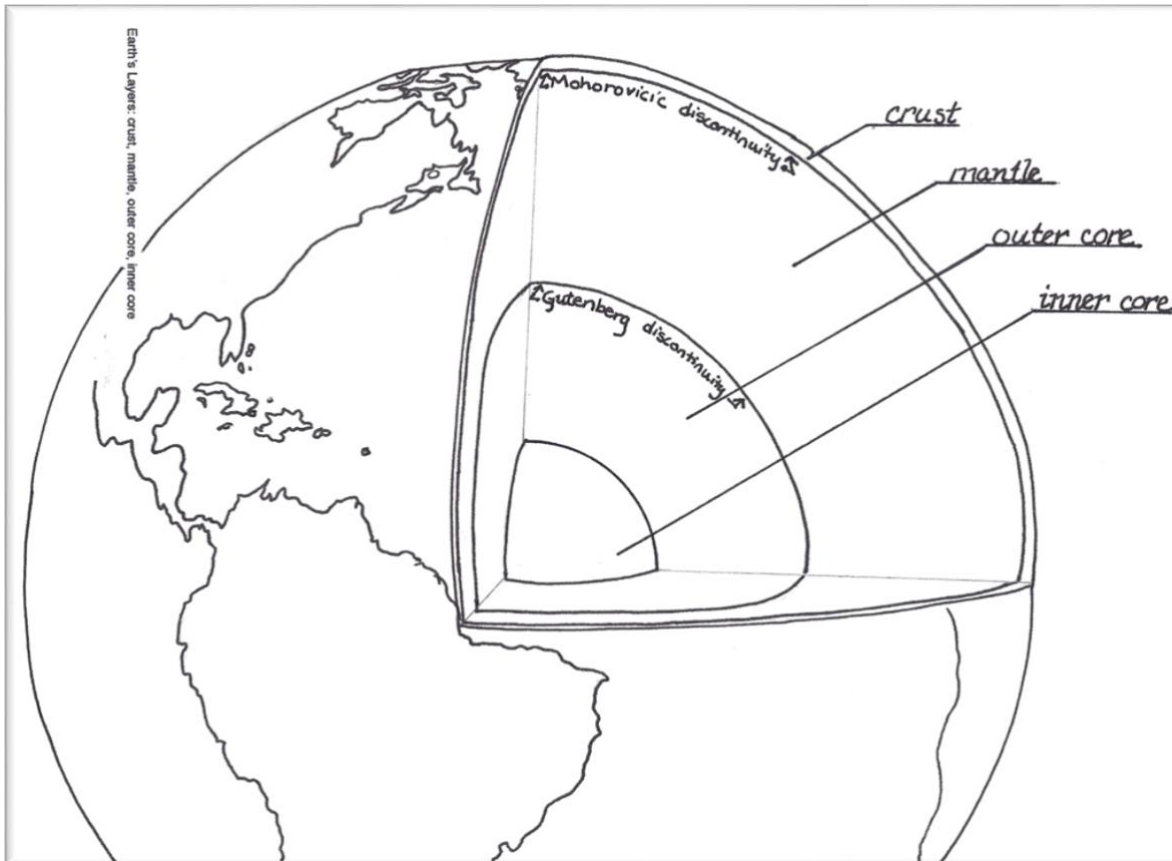 Earth's Layers: crust, mantle, outer core, inner core
Mohorovicic discontinuity
crust
mantle
outer core
Gutenberg discontinuity
inner core